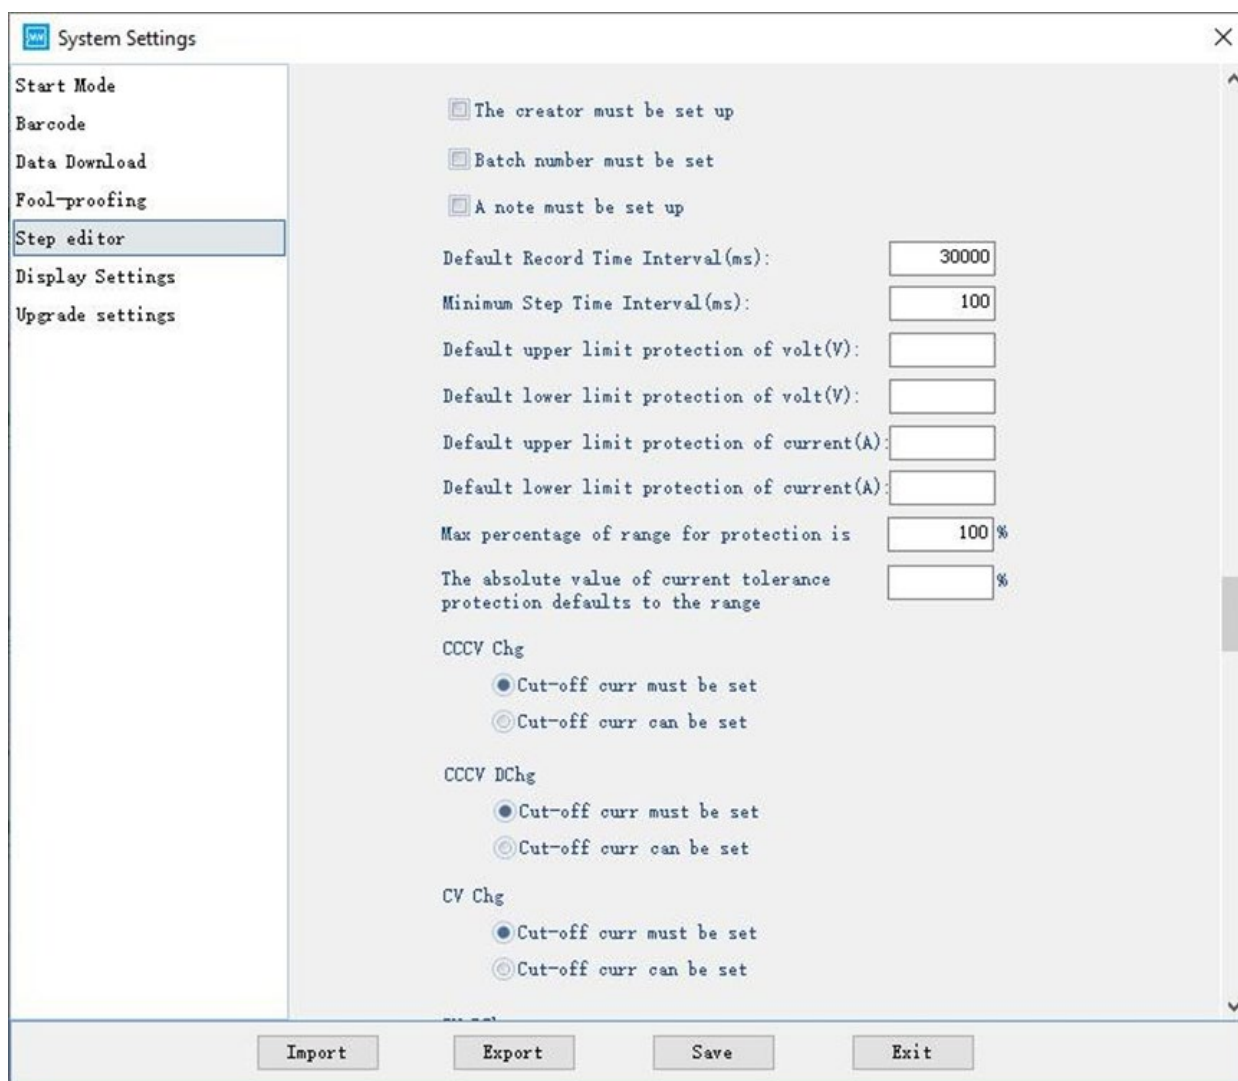 System Settings
Start Mode
Barcode
Data Download
Fool-proofing
Step editor
Display Settings
Upgrade settings
The creator must be set up
Batch number must be set
A note must be set up
Default Record Time Interval(ms): 30000
Minimum Step Time Interval(ms): 100
Default upper limit protection of volt(V):
Default lower limit protection of volt(V):
Default upper limit protection of current(A):
Default lower limit protection of current(A):
Max percentage of range for protection is 100 %
The absolute value of current tolerance %
protection defaults to the range
CCCV Chg
Cut-off curr must be set
Cut-off curr can be set
CCCV DChg
Cut-off curr must be set
Cut-off curr can be set
CV Chg
Cut-off curr must be set
Cut-off curr can be set
Import Export Save Exit